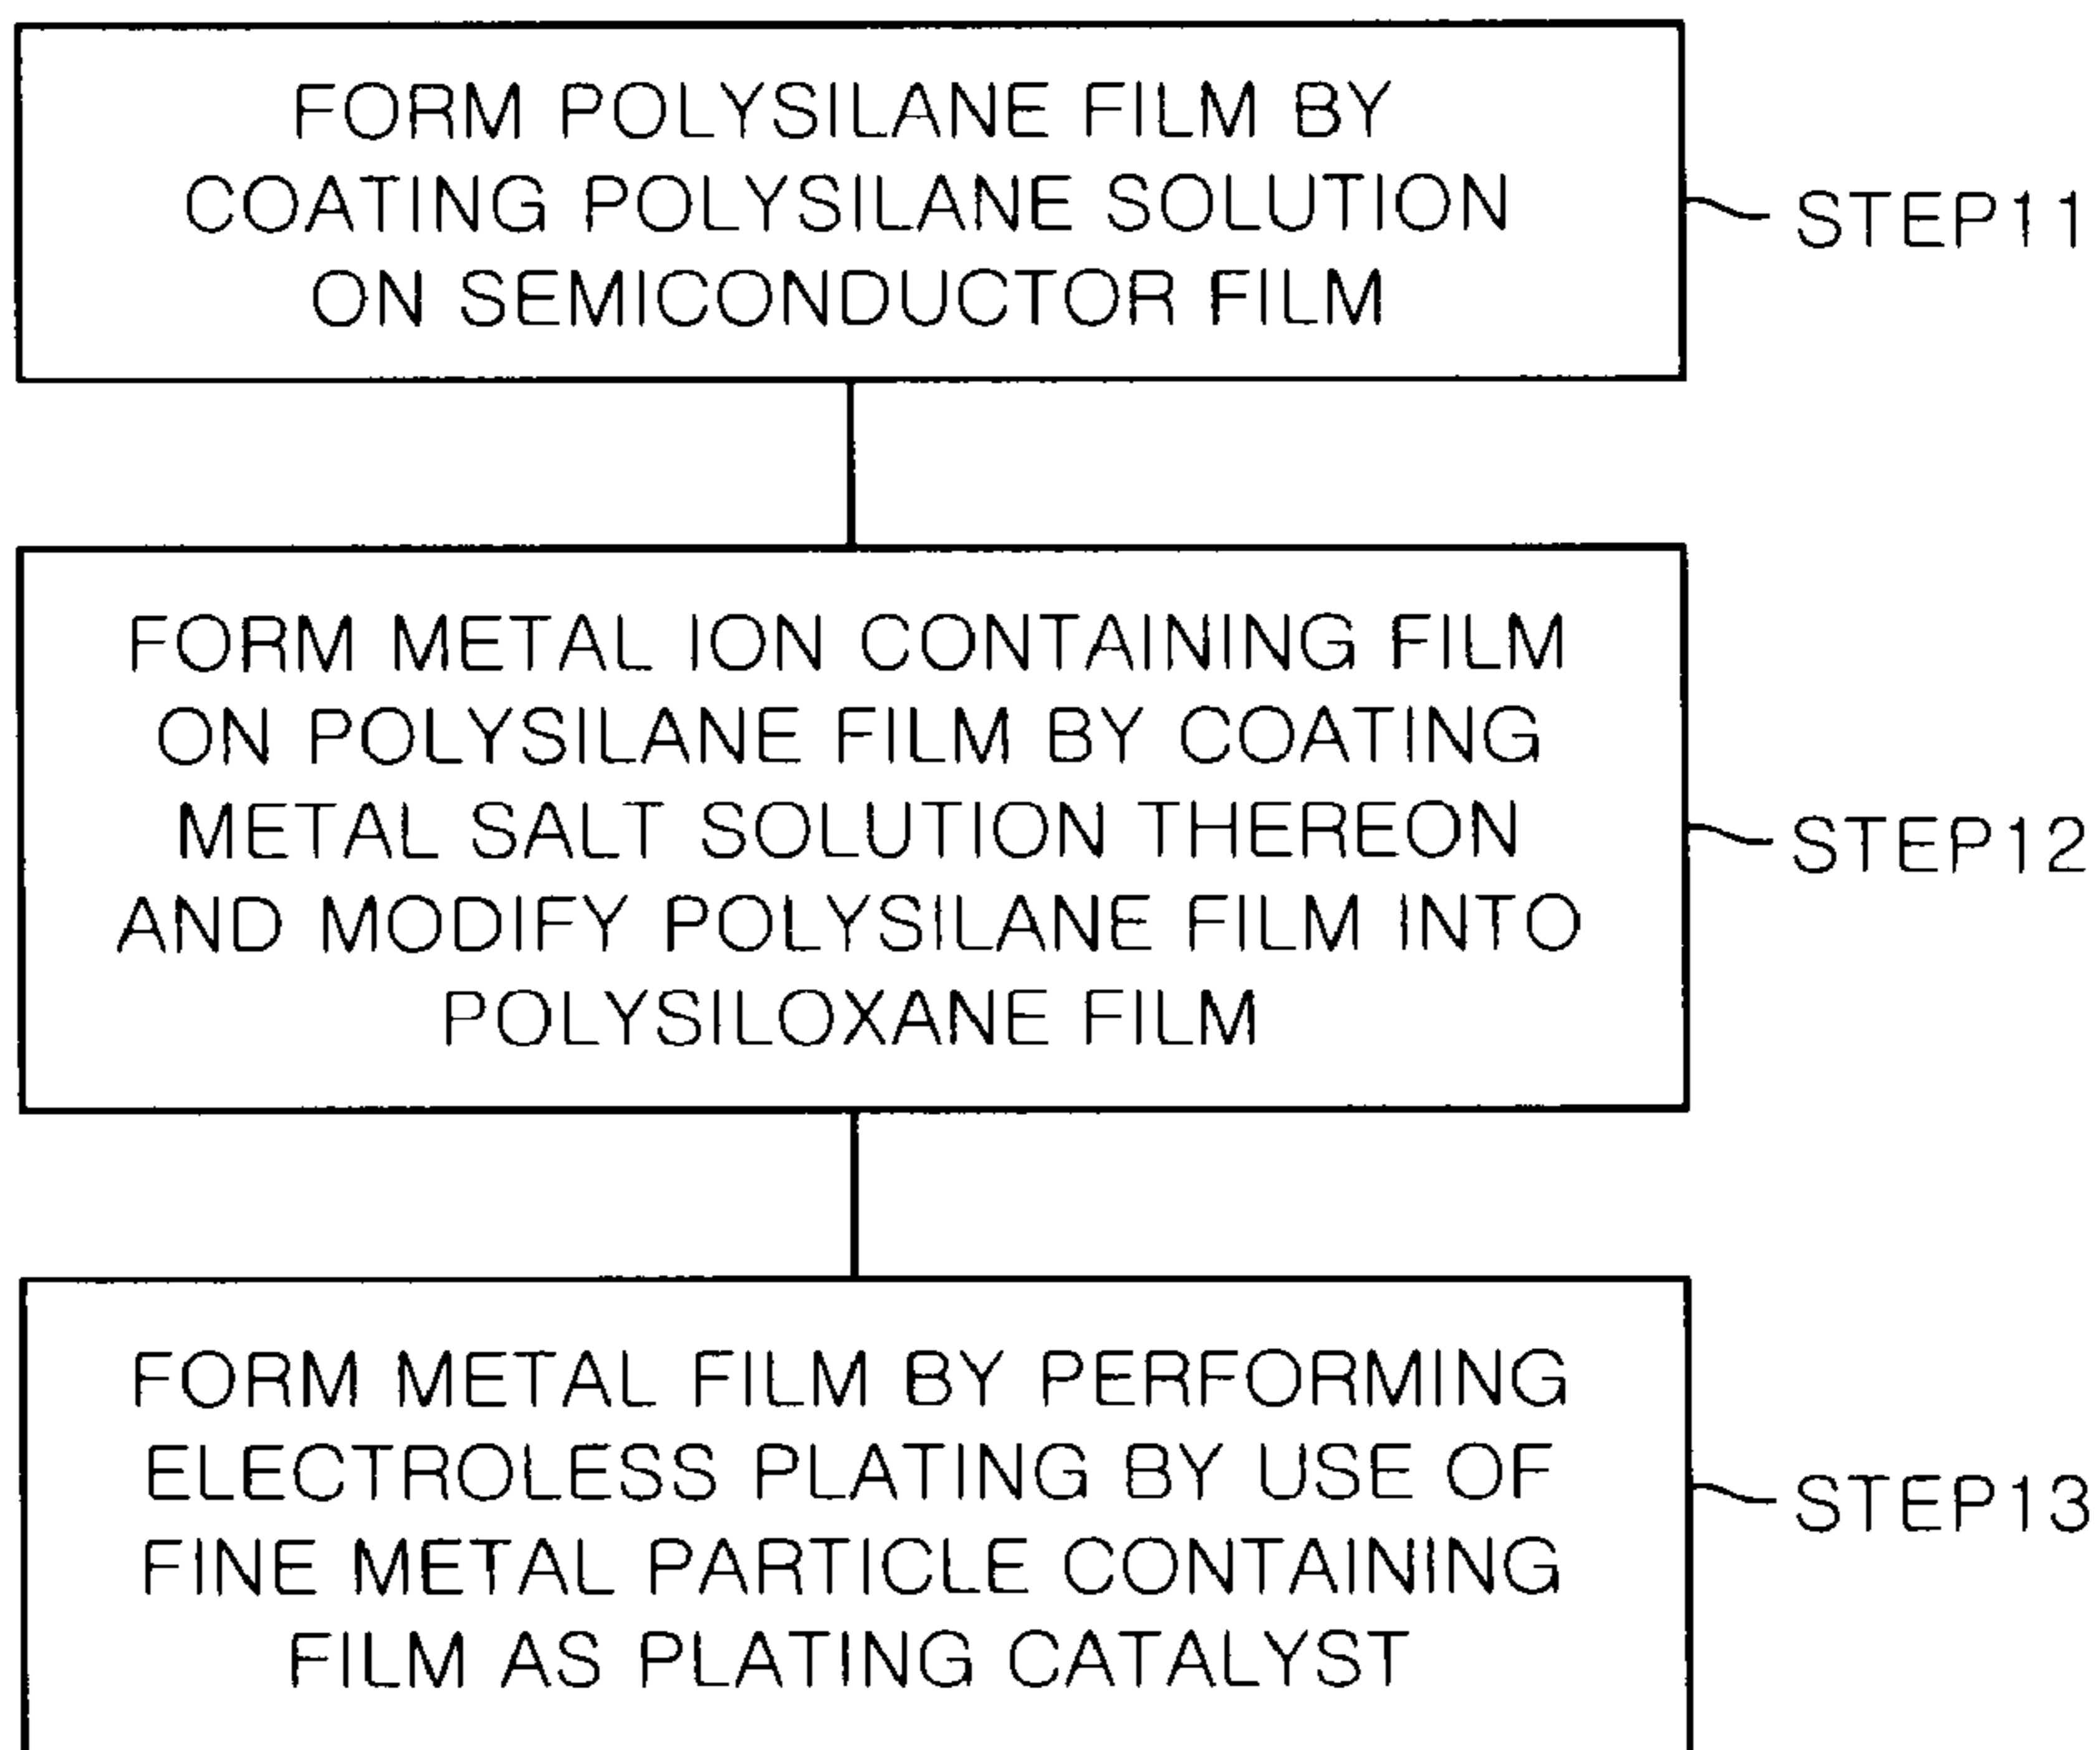 FORM POLYSILANE FILM BY
COATING POLYSILANE SOLUTION
ON SEMICONDUCTOR FILM
STEP11
FORM METAL ION CONTAINING FILM
ON POLYSILANE FILM BY COATING
METAL SALT SOLUTION THEREON
AND MODIFY POLYSILANE FILM INTO
POLYSILOXANE FILM
STEP12
FORM METAL FILM BY PERFORMING
ELECTROLESS PLATING BY USE OF
FINE METAL PARTICLE CONTAINING
FILM AS PLATING CATALYST
STEP13